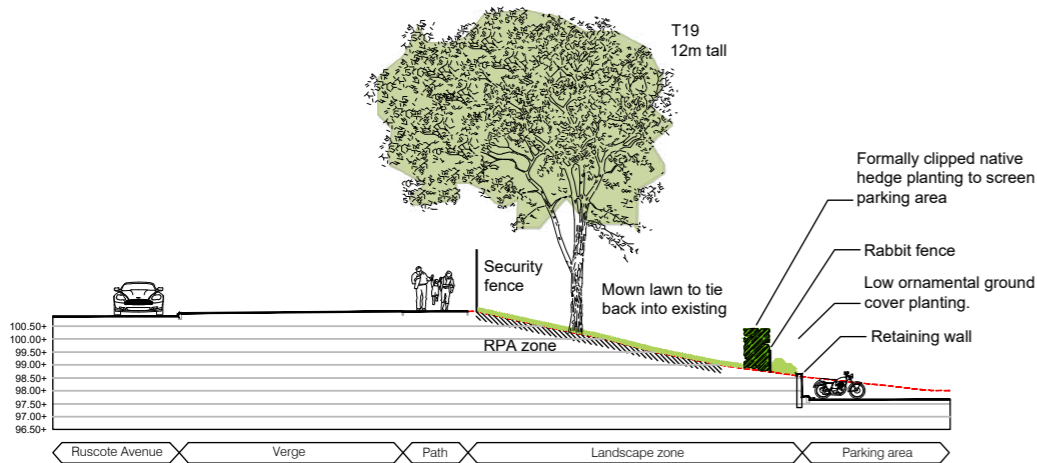 T19
12m tall
Formally clipped native
hedge planting to screen
parking area
Rabbit fence
Low ornamental ground
cover planting.
Retaining wall
Security
fence
Mown lawn to tie
back into existing
RPA zone
100.50+
100.00+
99.50+
99.00+
98.50+
98.00+
97.50+
97.00+
96.50+
Ruscote Avenue
Verge
Path
Landscape zone
Parking area